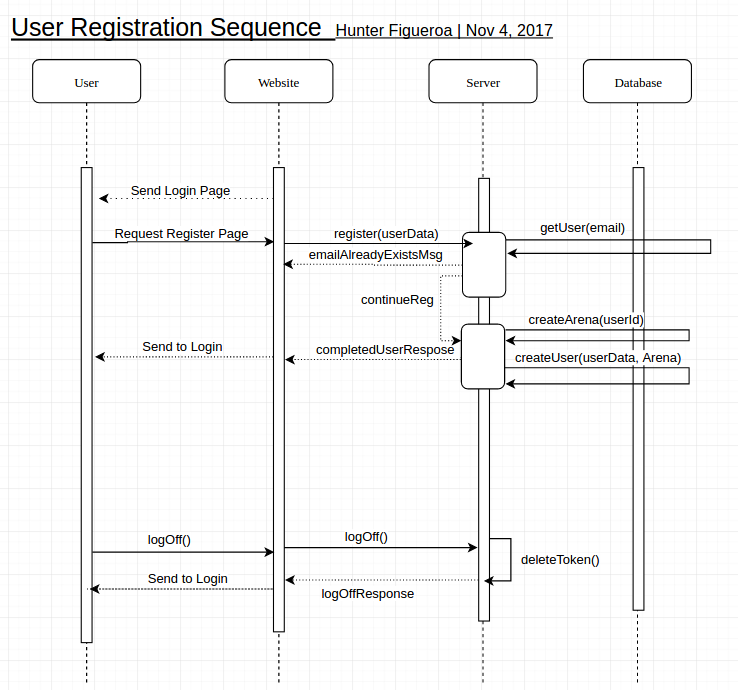 User Registration Sequence Hunter Figueroa | Nov 4, 2017
User Website Server Database
Send Login Page
Request Register Page
register(userData)
getUser(email)
emailAlreadyExistsMsg
continueReg
createArena(userId)
Send to Login
completedUserRespose
createUser(userData, Arena)
logOff()
logOff()
deleteToken()
Send to Login
logOffResponse